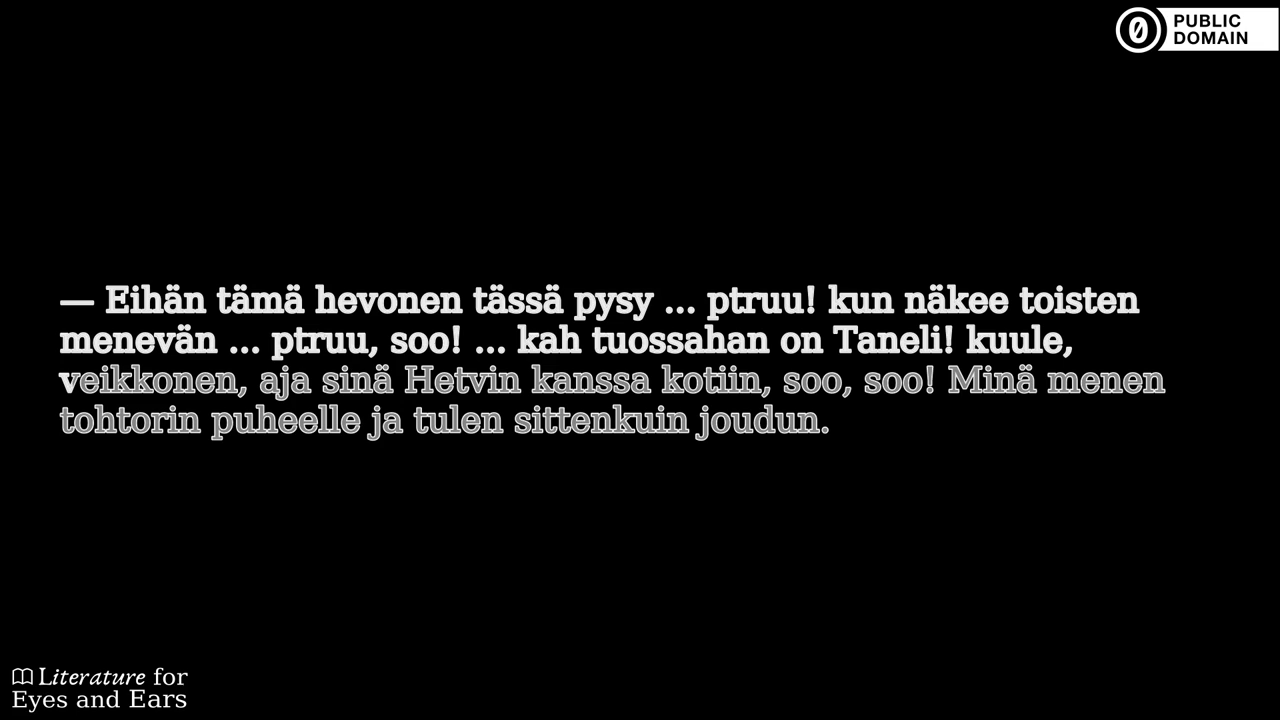 PUBLIC
DOMAIN
— Eihän tämä hevonen tässä pysy ... ptruu! kun näkee toisten
menevän ... ptruu, soo! ... kah tuossahan on Taneli! kuule,
veikkonen, aja sinä Hetvin kanssa kotiin, soo, soo! Minä menen
tohtorin puheelle ja tulen sittenkuin joudun.
Literature for
Eyes and Ears